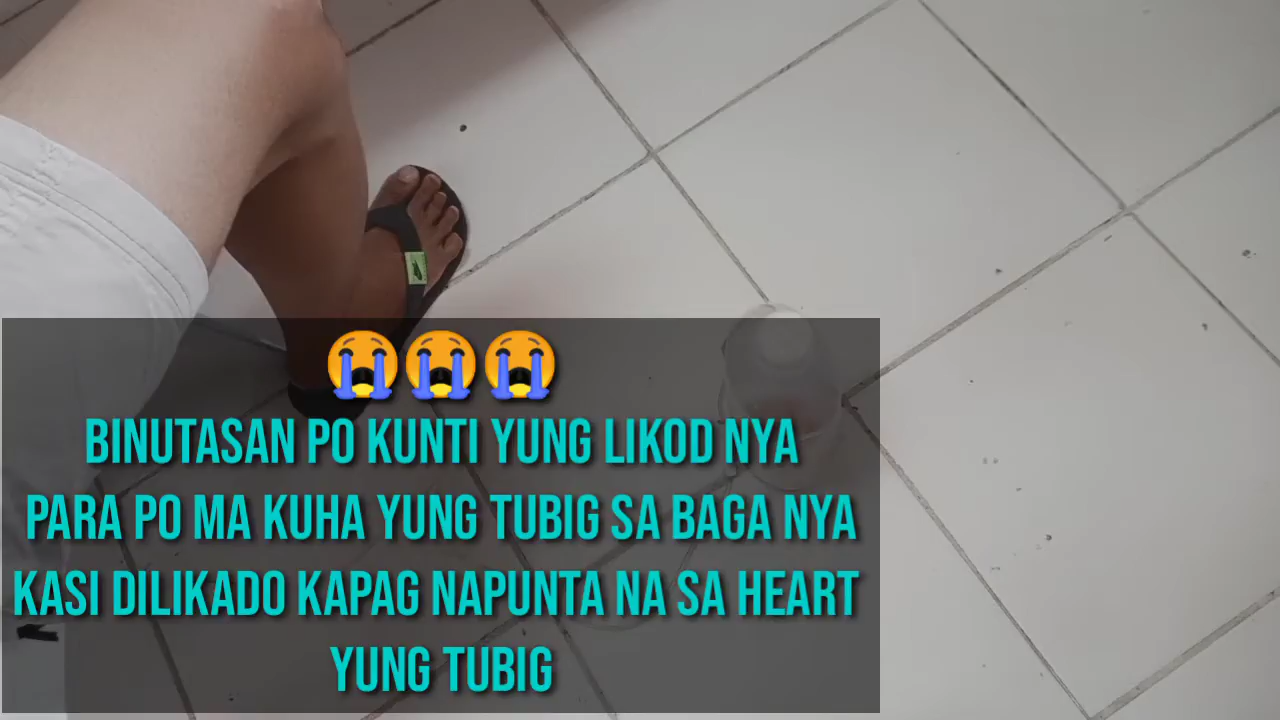 😭😭😭
BINUTASAN PO KUNTI YUNG LIKOD NYA
PARA PO MA KUHA YUNG TUBIG SA BAGA NYA
KASI DILIKADO KAPAG NAPUNTA NA SA HEART
YUNG TUBIG